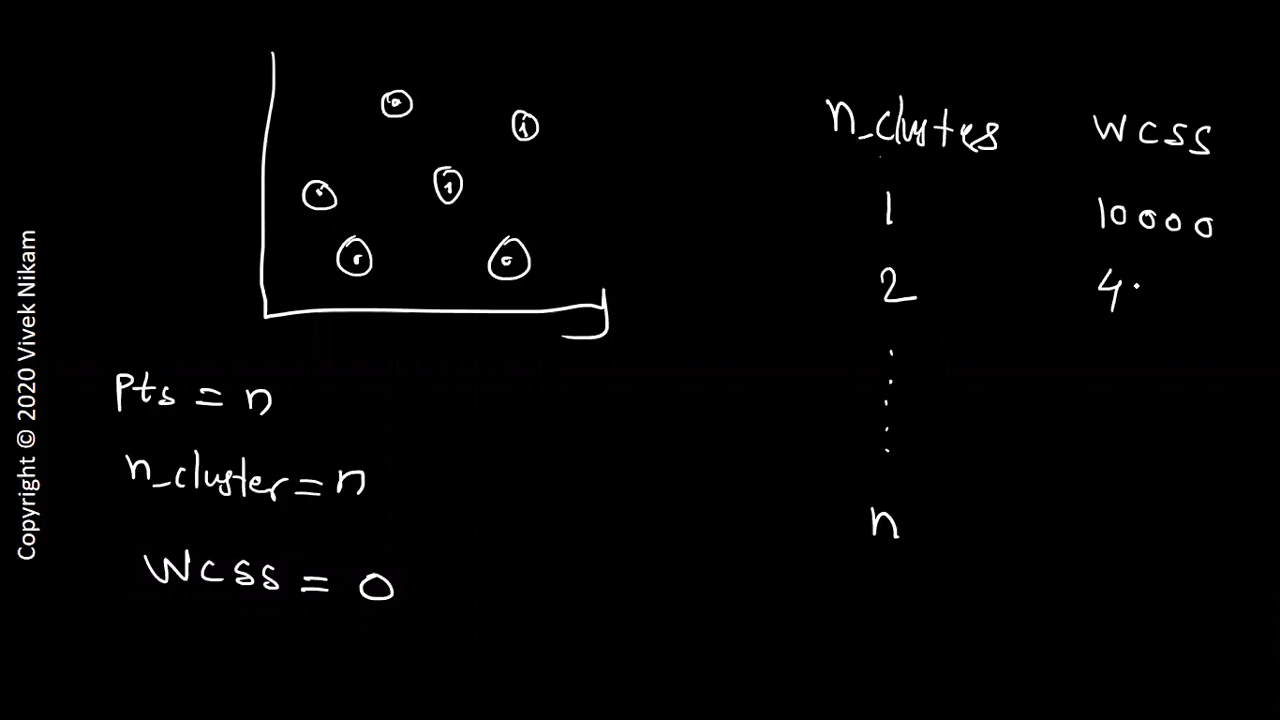 n_clustes wcss
1 10000
2 4.
n
Pts = n
n_cluster = n
Wcss = 0
Copyright © 2020 Vivek Nikam